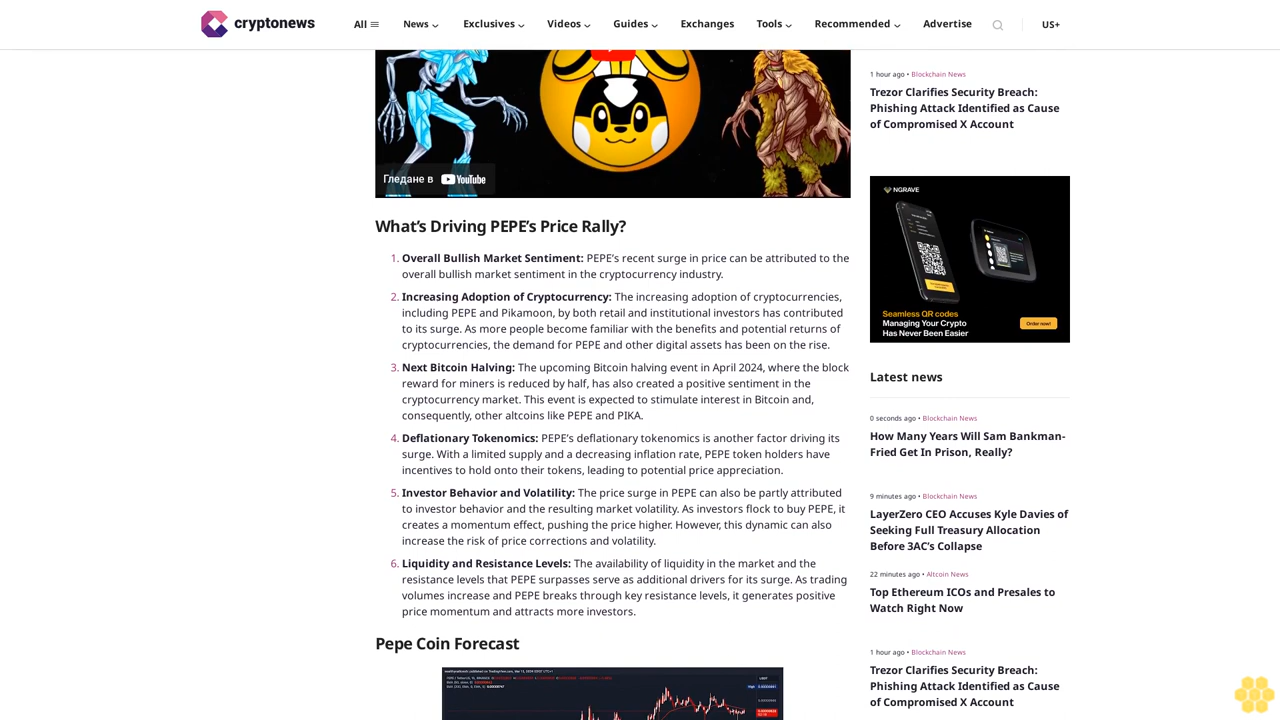 cryptonews
All
News
Exclusives
Videos
Guides
Exchanges
Tools
Recommended
Advertise
US+
Гледане в YouTube
What's Driving PEPE's Price Rally?
1. Overall Bullish Market Sentiment: PEPE's recent surge in price can be attributed to the
overall bullish market sentiment in the cryptocurrency industry.
2. Increasing Adoption of Cryptocurrency: The increasing adoption of cryptocurrencies,
including PEPE and Pikamoon, by both retail and institutional investors has contributed
to its surge. As more people become familiar with the benefits and potential returns of
cryptocurrencies, the demand for PEPE and other digital assets has been on the rise.
3. Next Bitcoin Halving: The upcoming Bitcoin halving event in April 2024, where the block
reward for miners is reduced by half, has also created a positive sentiment in the
cryptocurrency market. This event is expected to stimulate interest in Bitcoin and,
consequently, other altcoins like PEPE and PIKA.
4. Deflationary Tokenomics: PEPE's deflationary tokenomics is another factor driving its
surge. With a limited supply and a decreasing inflation rate, PEPE token holders have
incentives to hold onto their tokens, leading to potential price appreciation.
5. Investor Behavior and Volatility: The price surge in PEPE can also be partly attributed
to investor behavior and the resulting market volatility. As investors flock to buy PEPE, it
creates a momentum effect, pushing the price higher. However, this dynamic can also
increase the risk of price corrections and volatility.
6. Liquidity and Resistance Levels: The availability of liquidity in the market and the
resistance levels that PEPE surpasses serve as additional drivers for its surge. As trading
volumes increase and PEPE breaks through key resistance levels, it generates positive
price momentum and attracts more investors.
Pepe Coin Forecast
1 hour ago • Blockchain News
Trezor Clarifies Security Breach:
Phishing Attack Identified as Cause
of Compromised X Account
NGRAVE
Seamless QR codes
Managing Your Crypto
Has Never Been Easier
Order now!
Latest news
0 seconds ago • Blockchain News
How Many Years Will Sam Bankman-
Fried Get In Prison, Really?
9 minutes ago • Blockchain News
LayerZero CEO Accuses Kyle Davies of
Seeking Full Treasury Allocation
Before 3AC's Collapse
22 minutes ago • Altcoin News
Top Ethereum ICOs and Presales to
Watch Right Now
1 hour ago • Blockchain News
Trezor Clarifies Security Breach:
Phishing Attack Identified as Cause
of Compromised X Account